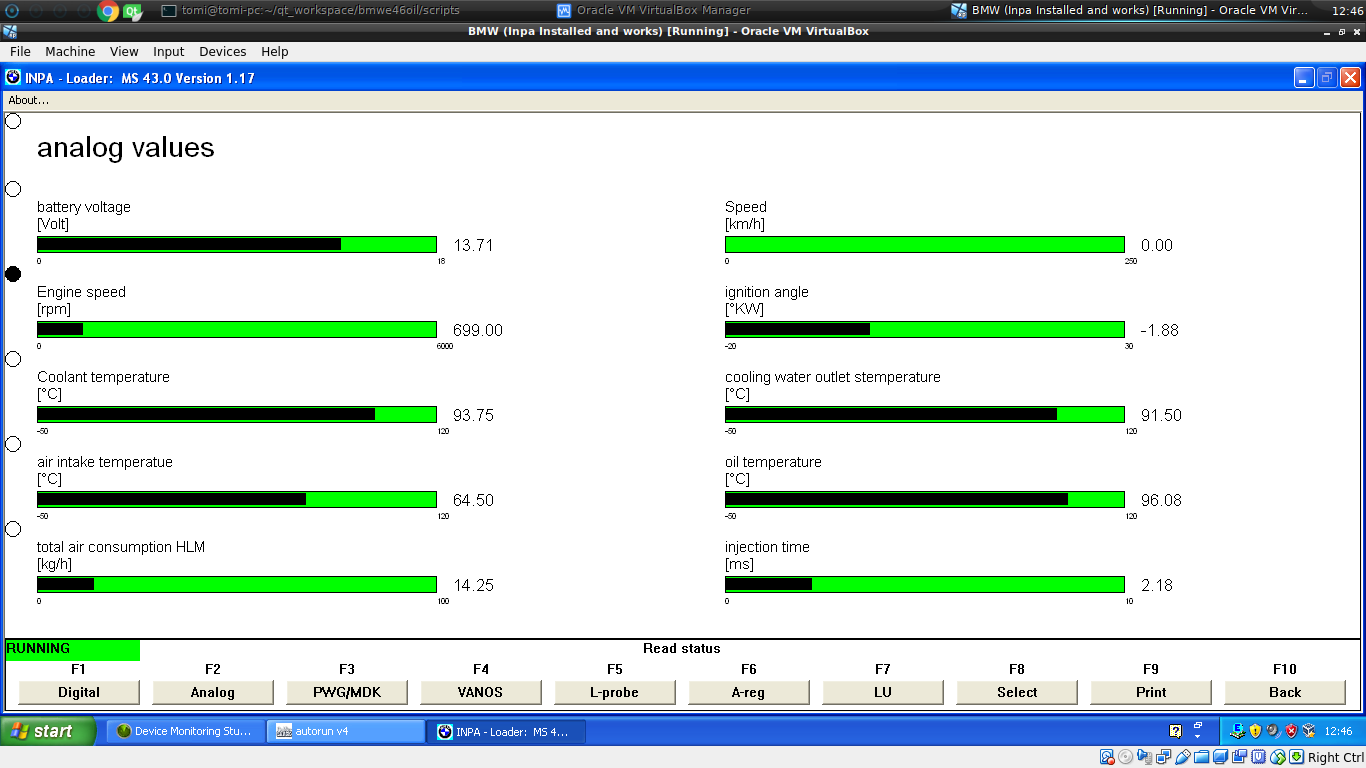 tomi@tomi-pc:~/qt_workspace/bmwe46oil/scripts
Oracle VM VirtualBox Manager
BMW (Inpa Installed and works) [Running] - Oracle VM Vir...
12:46
BMW (Inpa Installed and works) [Running] - Oracle VM VirtualBox
File Machine View Input Devices Help
INPA - Loader: MS 43.0 Version 1.17
About...
analog values
battery voltage
[Volt]
13.71
0 18
Speed
[km/h]
0.00
0 250
Engine speed
[rpm]
699.00
0 6000
ignition angle
[°KW]
-1.88
-20 30
Coolant temperature
[°C]
93.75
-50 120
cooling water outlet stemperature
[°C]
91.50
-50 120
air intake temperatue
[°C]
64.50
-50 120
oil temperature
[°C]
96.08
-50 120
total air consumption HLM
[kg/h]
14.25
0 100
injection time
[ms]
2.18
0 10
RUNNING
Read status
F1 F2 F3 F4 F5 F6 F7 F8 F9 F10
Digital Analog PWG/MDK VANOS L-probe A-reg LU Select Print Back
start
Device Monitoring Stu...
autorun v4
INPA - Loader: MS 4...
12:46
Right Ctrl